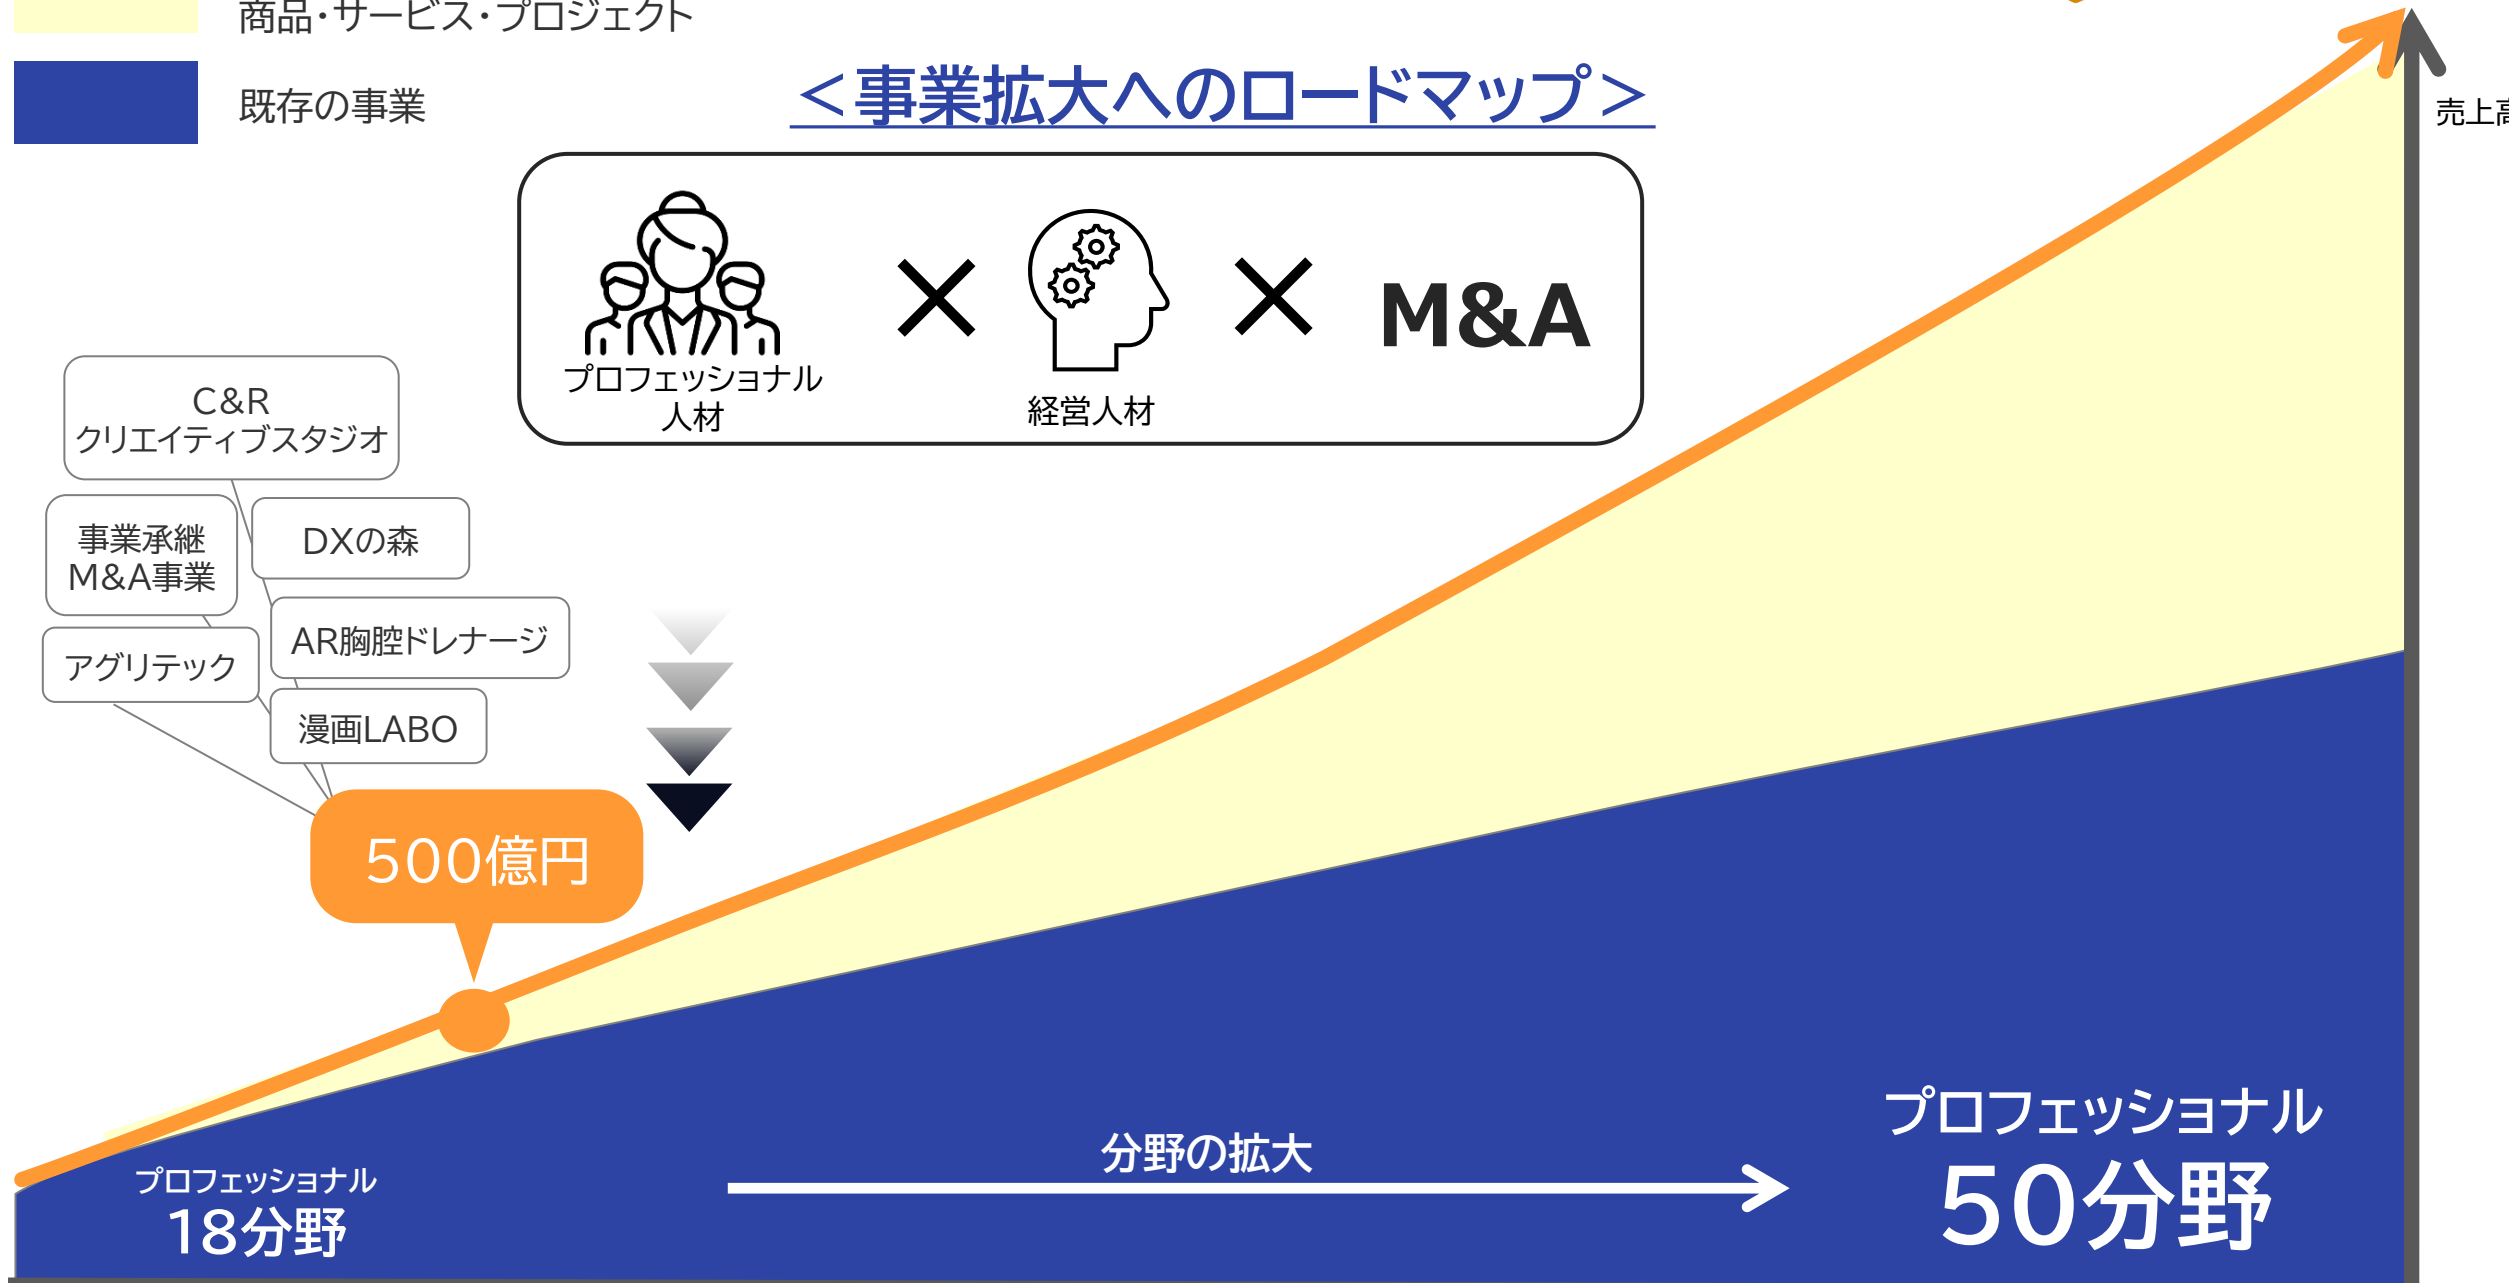 商品・サービス・プロジェクト
既存の事業
＜事業拡大へのロードマップ＞
売上高
プロフェッショナル
人材
×
経営人材
×
M&A
C&R
クリエイティブスタジオ
事業承継
M&A事業
DXの森
AR胸腔ドレナージ
アグリテック
漫画LABO
500億円
プロフェッショナル
18分野
分野の拡大
プロフェッショナル
50分野